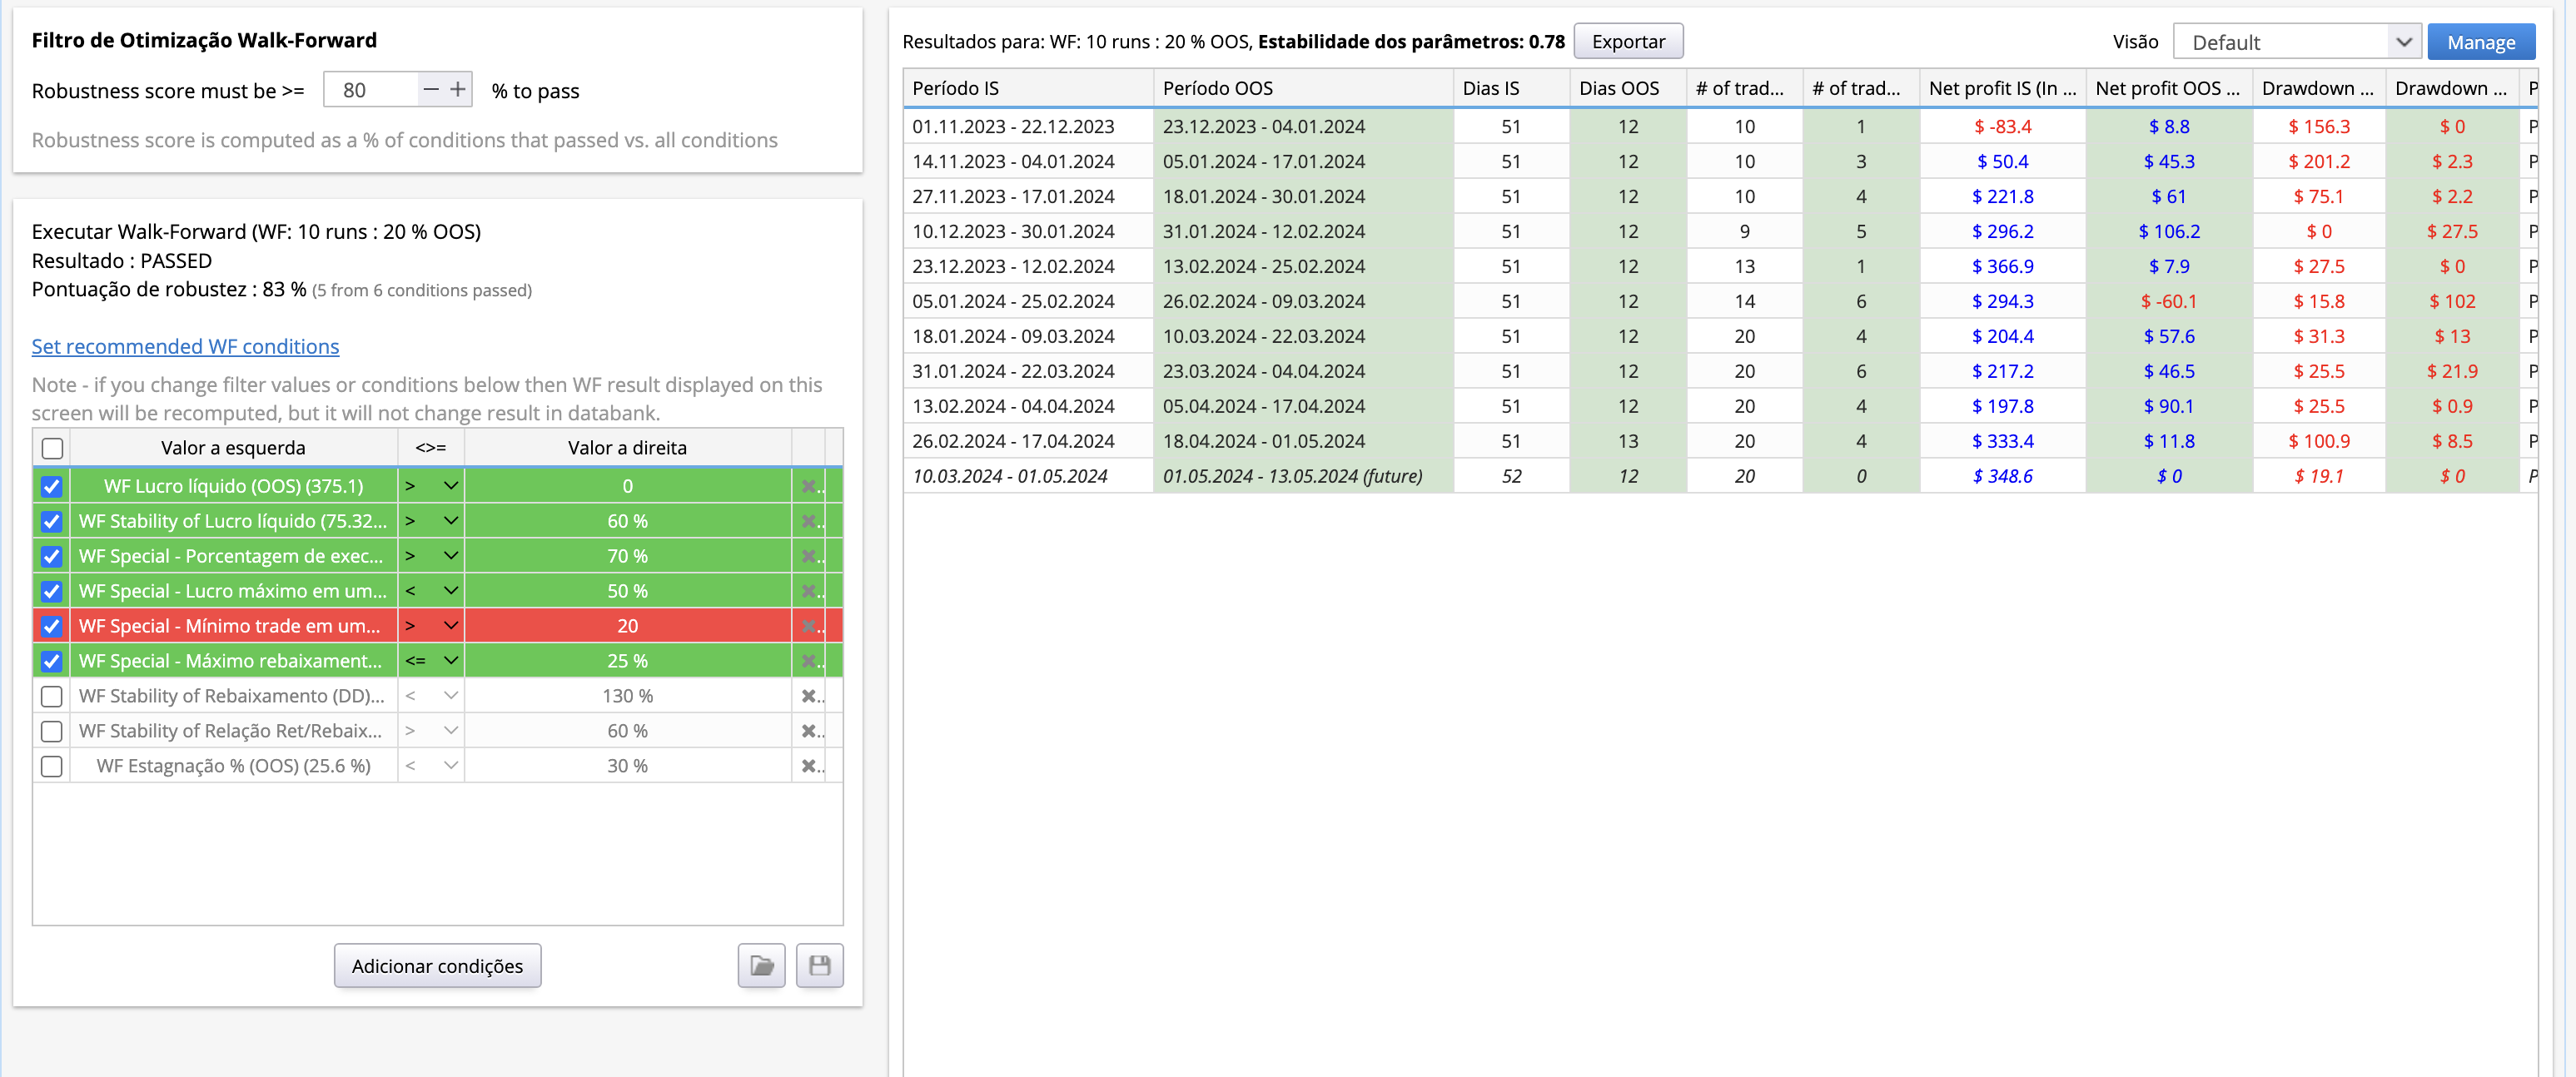 Filtro de Otimização Walk-Forward
Robustness score must be >= 80 − + % to pass
Robustness score is computed as a % of conditions that passed vs. all conditions
Executar Walk-Forward (WF: 10 runs : 20 % OOS)
Resultado : PASSED
Pontuação de robustez : 83 % (5 from 6 conditions passed)
Set recommended WF conditions
Note - if you change filter values or conditions below then WF result displayed on this
screen will be recomputed, but it will not change result in databank.
Valor a esquerda <>= Valor a direita
WF Lucro líquido (OOS) (375.1) > 0
WF Stability of Lucro líquido (75.32... > 60 %
WF Special - Porcentagem de exec... > 70 %
WF Special - Lucro máximo em um... < 50 %
WF Special - Mínimo trade em um... > 20
WF Special - Máximo rebaixament... <= 25 %
WF Stability of Rebaixamento (DD)... < 130 %
WF Stability of Relação Ret/Rebaix... > 60 %
WF Estagnação % (OOS) (25.6 %) < 30 %
Adicionar condições
Resultados para: WF: 10 runs : 20 % OOS, Estabilidade dos parâmetros: 0.78 Exportar Visão Default Manage
Período IS Período OOS Dias IS Dias OOS # of trad... # of trad... Net profit IS (In ... Net profit OOS ... Drawdown ... Drawdown ... P
01.11.2023 - 22.12.2023 23.12.2023 - 04.01.2024 51 12 10 1 $ -83.4 $ 8.8 $ 156.3 $ 0 P
14.11.2023 - 04.01.2024 05.01.2024 - 17.01.2024 51 12 10 3 $ 50.4 $ 45.3 $ 201.2 $ 2.3 P
27.11.2023 - 17.01.2024 18.01.2024 - 30.01.2024 51 12 10 4 $ 221.8 $ 61 $ 75.1 $ 2.2 P
10.12.2023 - 30.01.2024 31.01.2024 - 12.02.2024 51 12 9 5 $ 296.2 $ 106.2 $ 0 $ 27.5 P
23.12.2023 - 12.02.2024 13.02.2024 - 25.02.2024 51 12 13 1 $ 366.9 $ 7.9 $ 27.5 $ 0 P
05.01.2024 - 25.02.2024 26.02.2024 - 09.03.2024 51 12 14 6 $ 294.3 $ -60.1 $ 15.8 $ 102 P
18.01.2024 - 09.03.2024 10.03.2024 - 22.03.2024 51 12 20 4 $ 204.4 $ 57.6 $ 31.3 $ 13 P
31.01.2024 - 22.03.2024 23.03.2024 - 04.04.2024 51 12 20 6 $ 217.2 $ 46.5 $ 25.5 $ 21.9 P
13.02.2024 - 04.04.2024 05.04.2024 - 17.04.2024 51 12 20 4 $ 197.8 $ 90.1 $ 25.5 $ 0.9 P
26.02.2024 - 17.04.2024 18.04.2024 - 01.05.2024 51 13 20 4 $ 333.4 $ 11.8 $ 100.9 $ 8.5 P
10.03.2024 - 01.05.2024 01.05.2024 - 13.05.2024 (future) 52 12 20 0 $ 348.6 $ 0 $ 19.1 $ 0 P